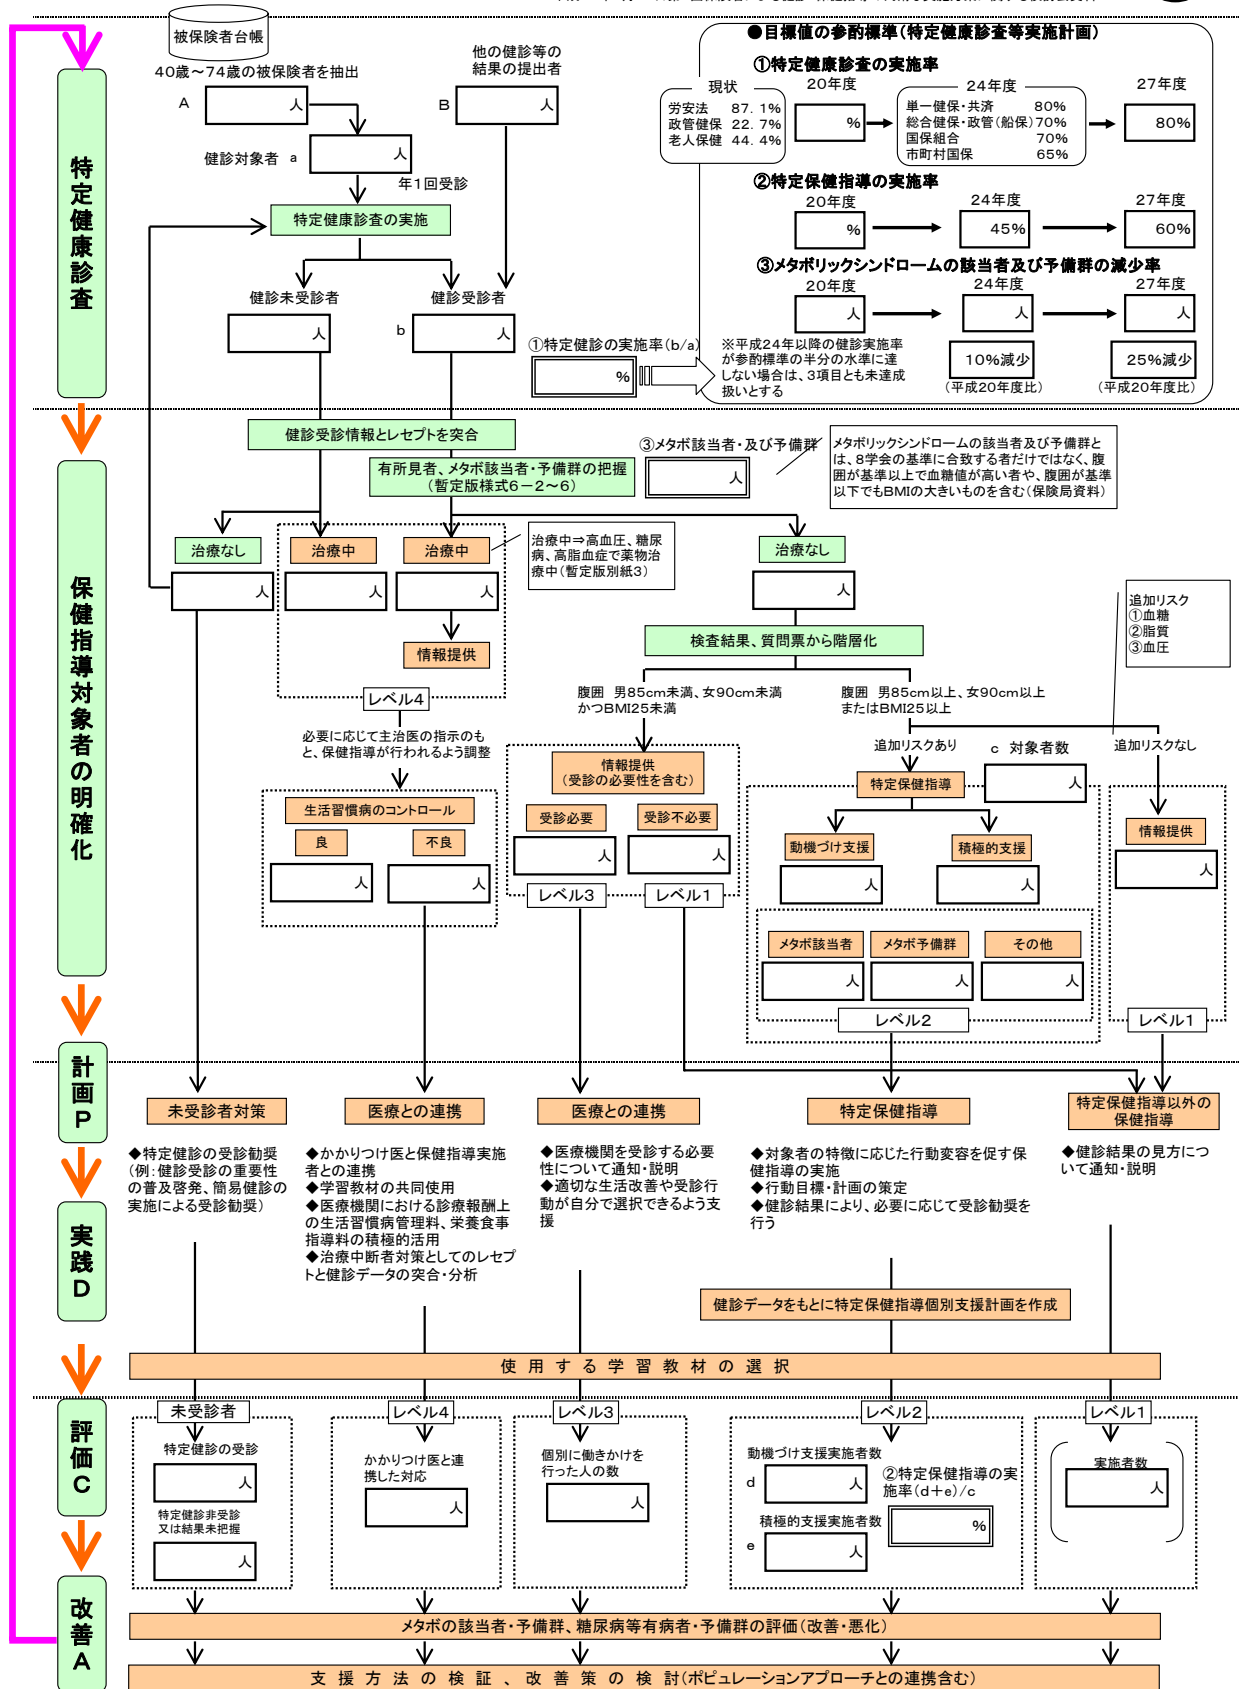 被保険者台帳
40歳～74歳の被保険者を抽出
A
人
他の健診等の
結果の提出者
B
人
健診対象者 a
人
年1回受診
特定健康診査の実施
健診未受診者
人
健診受診者
b
人
①特定健診の実施率(b/a)
%
●目標値の参酌標準(特定健康診査等実施計画)
①特定健康診査の実施率
現状
労安法 87.1%
政管健保 22.7%
老人保健 44.4%
20年度
%
24年度
単一健保・共済 80%
総合健保・政管(船保)70%
国保組合 70%
市町村国保 65%
27年度
80%
②特定保健指導の実施率
20年度
%
24年度
45%
27年度
60%
③メタボリックシンドロームの該当者及び予備群の減少率
20年度
人
24年度
人
27年度
人
※平成24年以降の健診実施率
が参酌標準の半分の水準に達
しない場合は、3項目とも未達成
扱いとする
10%減少
(平成20年度比)
25%減少
(平成20年度比)
特定健康診査
健診受診情報とレセプトを突合
有所見者、メタボ該当者・予備群の把握
(暫定版様式6－2～6)
③メタボ該当者・及び予備群
人
メタボリックシンドロームの該当者及び予備群と
は、8学会の基準に合致する者だけではなく、腹
囲が基準以上で血糖値が高い者や、腹囲が基準
以下でもBMIの大きいものを含む(保険局資料)
治療なし
人
治療中
人
治療中
人
情報提供
レベル4
治療中⇒高血圧、糖尿
病、高脂血症で薬物治
療中(暫定版別紙3)
治療なし
人
追加リスク
①血糖
②脂質
③血圧
検査結果、質問票から階層化
腹囲 男85cm未満、女90cm未満
かつBMI25未満
腹囲 男85cm以上、女90cm以上
またはBMI25以上
必要に応じて主治医の指示のも
と、保健指導が行われるよう調整
生活習慣病のコントロール
良
人
不良
人
情報提供
(受診の必要性を含む)
受診必要
人
受診不必要
人
レベル3
レベル1
追加リスクあり
c 対象者数
人
特定保健指導
動機づけ支援
人
積極的支援
人
メタボ該当者
人
メタボ予備群
人
その他
人
レベル2
追加リスクなし
情報提供
人
レベル1
保健指導対象者の明確化
計画P
未受診者対策
医療との連携
医療との連携
特定保健指導
特定保健指導以外の
保健指導
◆特定健診の受診勧奨
(例:健診受診の重要性
の普及啓発、簡易健診の
実施による受診勧奨)
◆かかりつけ医と保健指導実施
者との連携
◆学習教材の共同使用
◆医療機関における診療報酬上
の生活習慣病管理料、栄養食事
指導料の積極的活用
◆治療中断者対策としてのレセプ
トと健診データの突合・分析
◆医療機関を受診する必要
性について通知・説明
◆適切な生活改善や受診行
動が自分で選択できるよう支
援
◆対象者の特徴に応じた行動変容を促す保
健指導の実施
◆行動目標・計画の策定
◆健診結果により、必要に応じて受診勧奨を
行う
◆健診結果の見方につ
いて通知・説明
実践D
健診データをもとに特定保健指導個別支援計画を作成
使用する学習教材の選択
評価C
未受診者
特定健診の受診
人
特定健診非受診
又は結果未把握
人
レベル4
かかりつけ医と連
携した対応
人
レベル3
個別に働きかけを
行った人の数
人
レベル2
動機づけ支援実施者数
d
人
積極的支援実施者数
e
人
②特定保健指導の実
施率(d＋e)/c
%
レベル1
実施者数
人
改善A
メタボの該当者・予備群、糖尿病等有病者・予備群の評価(改善・悪化)
支援方法の検証、改善策の検討(ポピュレーションアプローチとの連携含む)